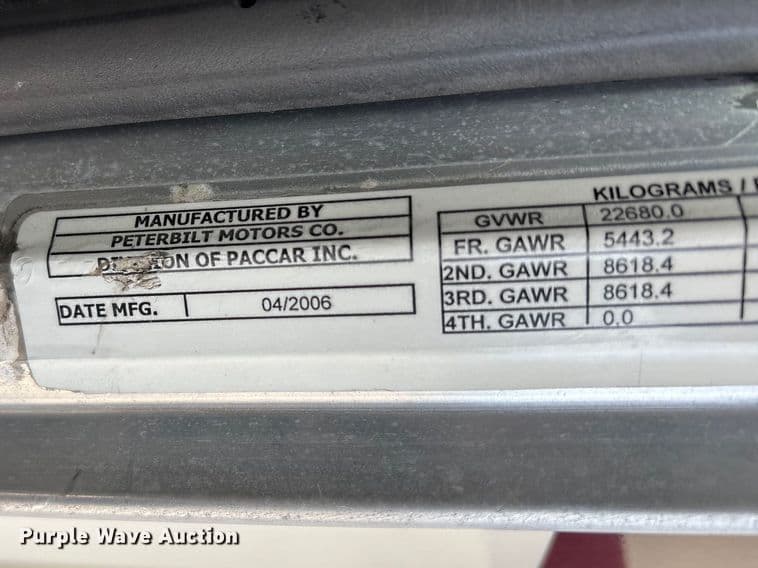 MANUFACTURED BY
PETERBILT MOTORS CO.
DIVISION OF PACCAR INC.
DATE MFG. 04/2006
KILOGRAMS /
GVWR 22680.0
FR. GAWR 5443.2
2ND. GAWR 8618.4
3RD. GAWR 8618.4
4TH. GAWR 0.0
Purple Wave Auction